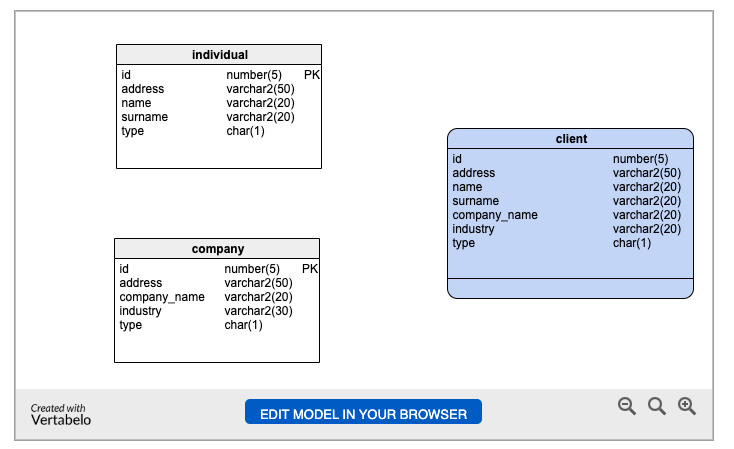 individual
id number(5) PK
address varchar2(50)
name varchar2(20)
surname varchar2(20)
type char(1)
client
id number(5)
address varchar2(50)
name varchar2(20)
surname varchar2(20)
company_name varchar2(20)
industry varchar2(20)
type char(1)
company
id number(5) PK
address varchar2(50)
company_name varchar2(20)
industry varchar2(30)
type char(1)
Created with
Vertabelo
EDIT MODEL IN YOUR BROWSER